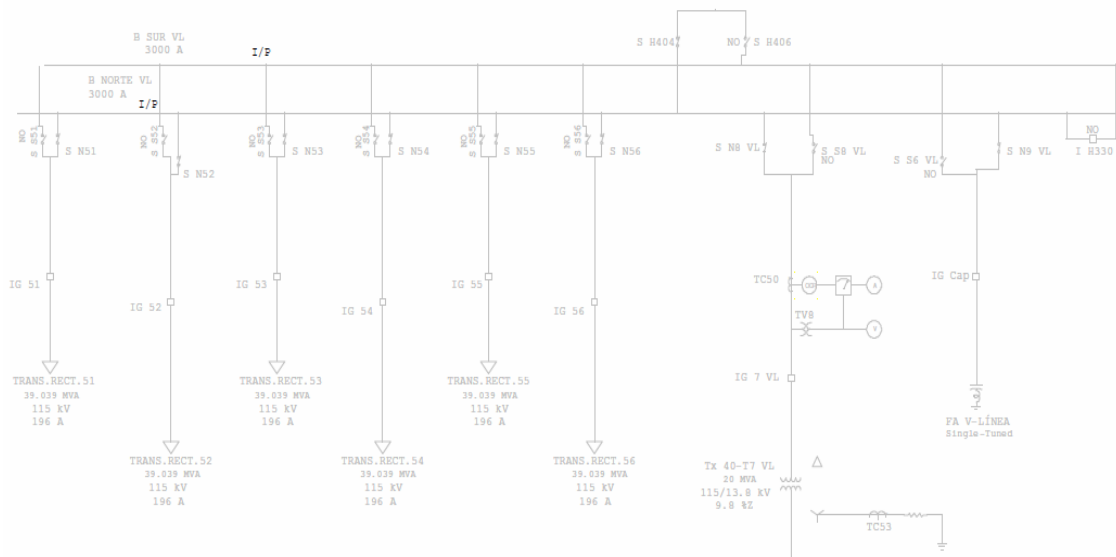 B SUR VL
3000 A
I/P
S H404
NO
S H406
B NORTE VL
3000 A
I/P
NO
S S51
S N51
NO
S S52
S N52
NO
S S53
S N53
NO
S S54
S N54
NO
S S55
S N55
NO
S S56
S N56
S N8 VL
S S8 VL
NO
S S6 VL
NO
S N9 VL
NO
I H330
IG 51
IG 52
IG 53
IG 54
IG 55
IG 56
TC50
A
TV8
V
IG Cap
IG 7 VL
TRANS.RECT.51
39.039 MVA
115 kV
196 A
TRANS.RECT.52
39.039 MVA
115 kV
196 A
TRANS.RECT.53
39.039 MVA
115 kV
196 A
TRANS.RECT.54
39.039 MVA
115 kV
196 A
TRANS.RECT.55
39.039 MVA
115 kV
196 A
TRANS.RECT.56
39.039 MVA
115 kV
196 A
FA V-LÍNEA
Single-Tuned
Tx 40-T7 VL
20 MVA
115/13.8 kV
9.8 %Z
TC53